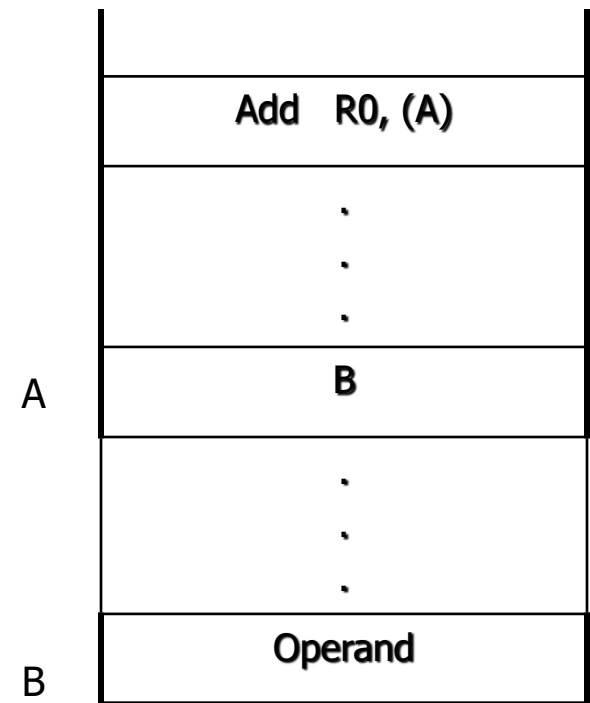 Add R0, (A)
.
.
.
A B
.
.
.
B Operand